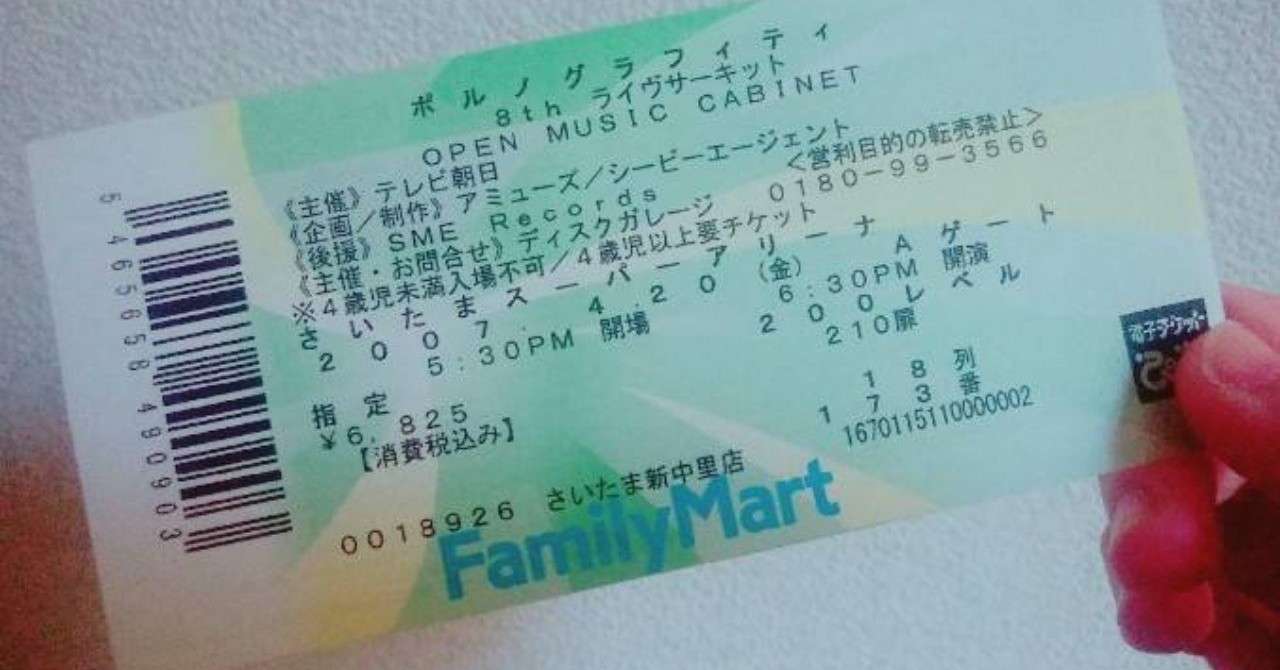 ポルノグラフィティ
8th ライヴサーキット
OPEN MUSIC CABINET
《主催》テレビ朝日
《企画/制作》アミューズ/シービーエージェント
《後援》SME Records <営利目的の転売禁止>
《主催・お問合せ》ディスクガレージ 0180-99-3566
※4歳児未満入場不可/4歳児以上要チケット
さいたまスーパーアリーナ
2007. 4.20 (金) Aゲート
5:30PM 開場 6:30PM 開演
200レベル
210扉
指定 18列
¥6,825 173番
【消費税込み】 1670115110000002
0018926 さいたま新中里店
FamilyMart
電子チケット
5465658490903